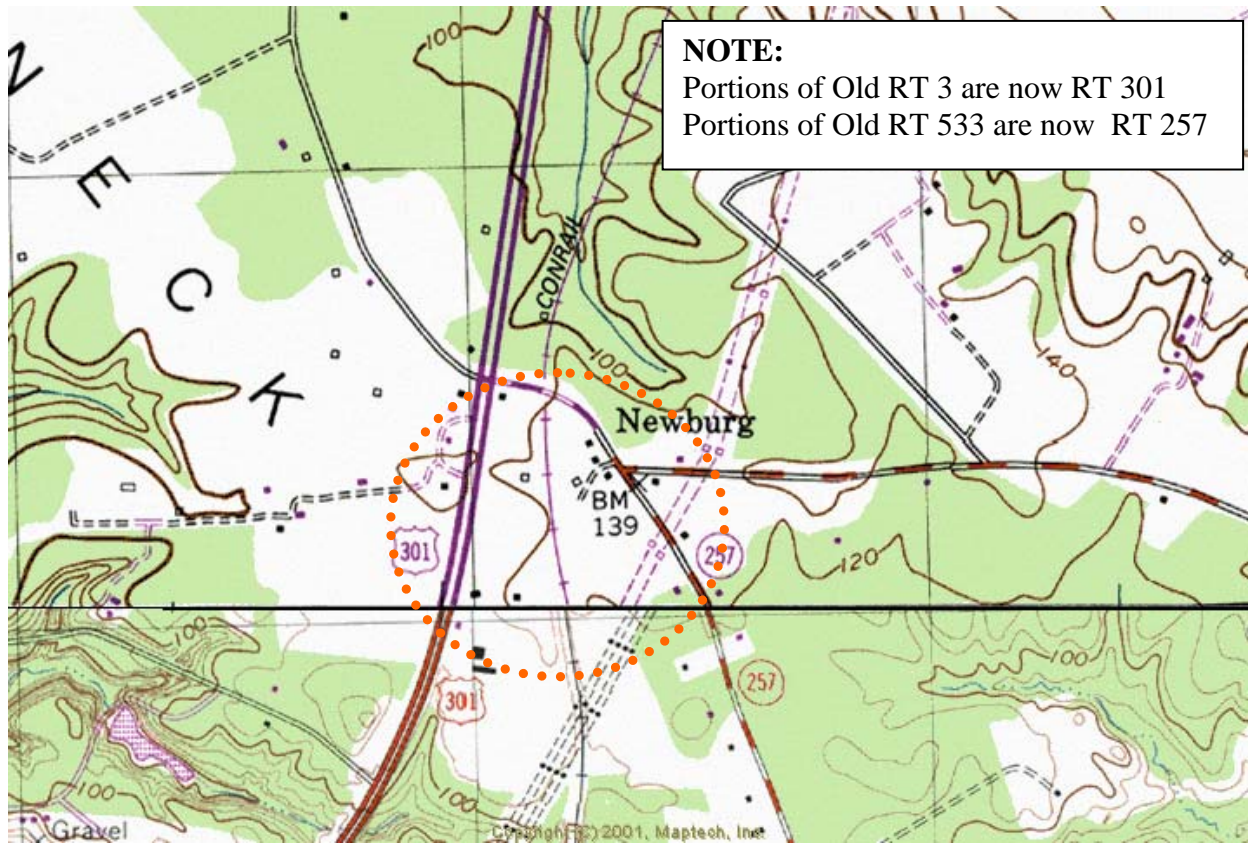 NOTE:
Portions of Old RT 3 are now RT 301
Portions of Old RT 533 are now RT 257
100
N
E
C
K
CONRAIL
100
140
Newburg
BM
139
301
257
120
100
100
301
257
100
100
100
Gravel
Copyright (C) 2001, Maptech, Inc.